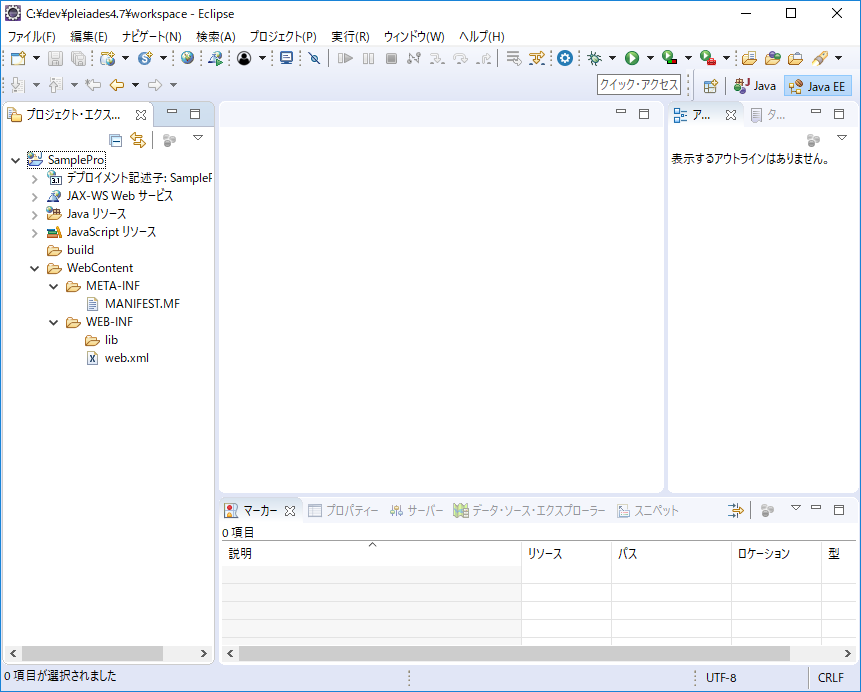 C:¥dev¥pleiades4.7¥workspace - Eclipse
ファイル(F) 編集(E) ナビゲート(N) 検索(A) プロジェクト(P) 実行(R) ウィンドウ(W) ヘルプ(H)
クイック・アクセス Java Java EE
プロジェクト・エクス...
ア...
タ...
SamplePro
表示するアウトラインはありません。
3.1 デプロイメント記述子: SampleP
JAX-WS Web サービス
Java リソース
JavaScript リソース
build
WebContent
META-INF
MANIFEST.MF
WEB-INF
lib
X web.xml
マーカー プロパティー サーバー データ・ソース・エクスプローラー スニペット
0 項目
説明 リソース パス ロケーション 型
0 項目が選択されました UTF-8 CRLF